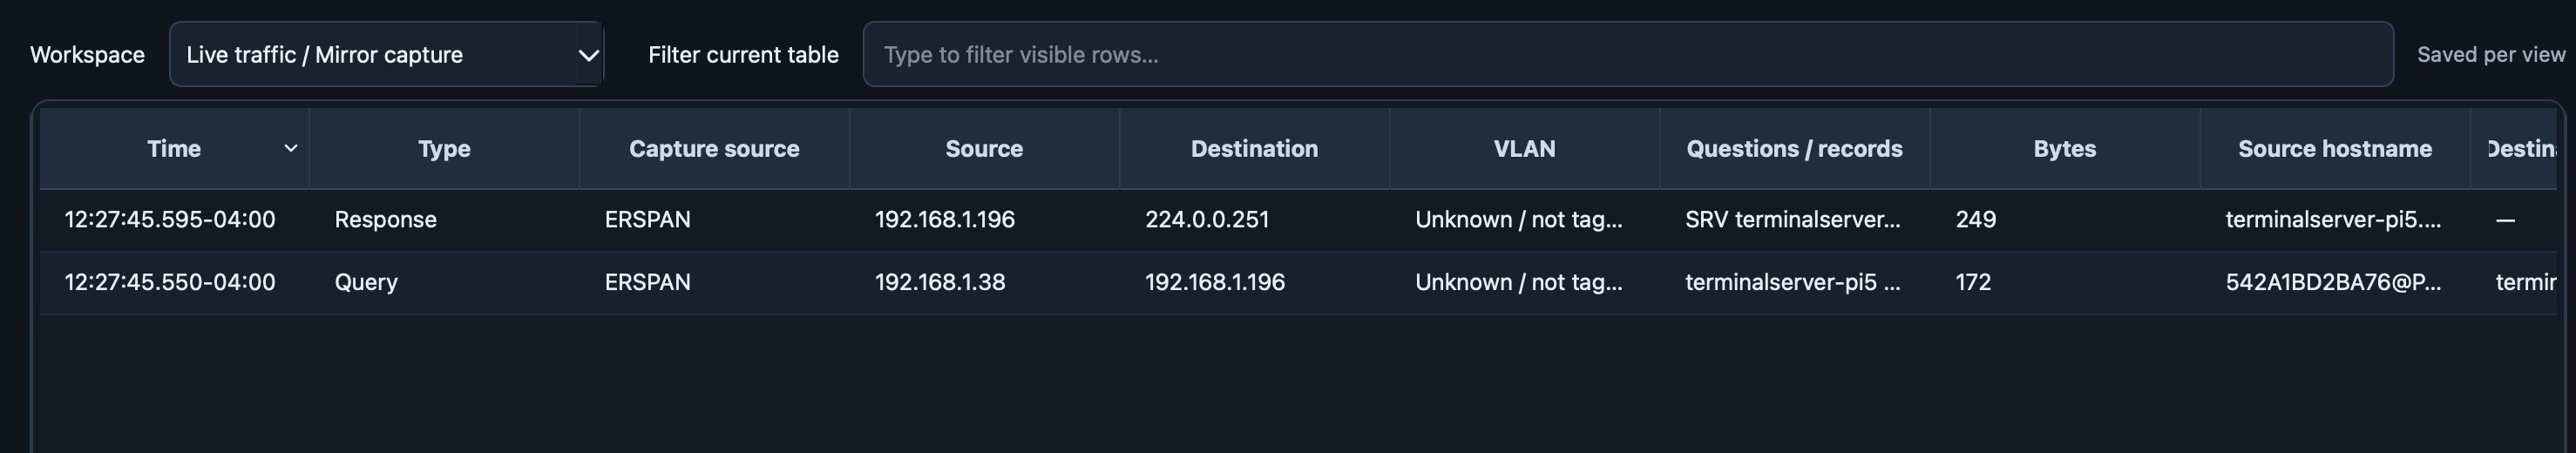 Workspace Live traffic / Mirror capture Filter current table Type to filter visible rows... Saved per view
Time Type Capture source Source Destination VLAN Questions / records Bytes Source hostname Destin
12:27:45.595-04:00 Response ERSPAN 192.168.1.196 224.0.0.251 Unknown / not tag... SRV terminalserver... 249 terminalserver-pi5.... —
12:27:45.550-04:00 Query ERSPAN 192.168.1.38 192.168.1.196 Unknown / not tag... terminalserver-pi5 ... 172 542A1BD2BA76@P... termin